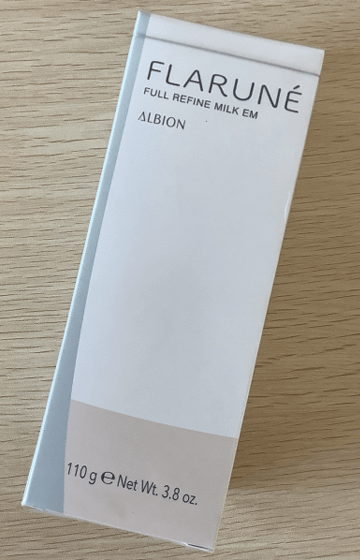 FLARUNÉ
FULL REFINE MILK EM
ALBION
110 g ℮ Net Wt. 3.8 oz.